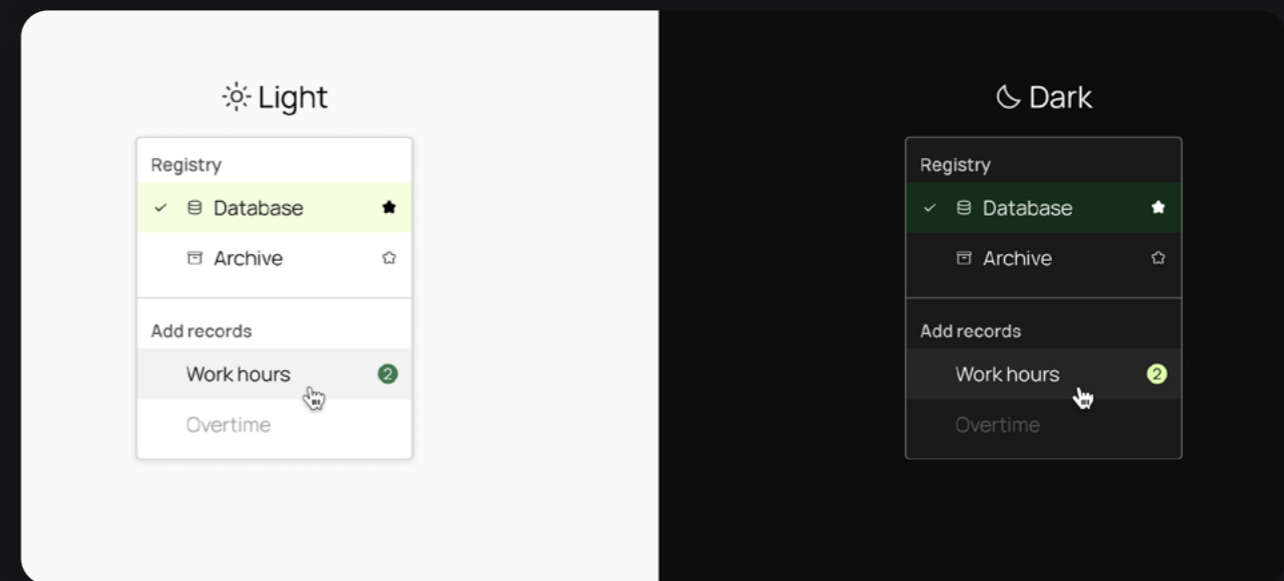 Light
Registry
Database
Archive
Add records
Work hours 2
Overtime
Dark
Registry
Database
Archive
Add records
Work hours 2
Overtime